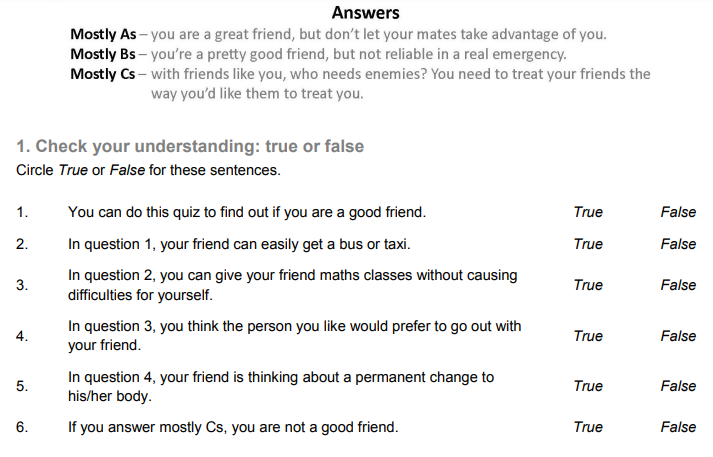 Answers
Mostly As – you are a great friend, but don't let your mates take advantage of you.
Mostly Bs – you're a pretty good friend, but not reliable in a real emergency.
Mostly Cs – with friends like you, who needs enemies? You need to treat your friends the
way you'd like them to treat you.
1. Check your understanding: true or false
Circle True or False for these sentences.
1. You can do this quiz to find out if you are a good friend. True False
2. In question 1, your friend can easily get a bus or taxi. True False
3. In question 2, you can give your friend maths classes without causing
difficulties for yourself. True False
4. In question 3, you think the person you like would prefer to go out with
your friend. True False
5. In question 4, your friend is thinking about a permanent change to
his/her body. True False
6. If you answer mostly Cs, you are not a good friend. True False